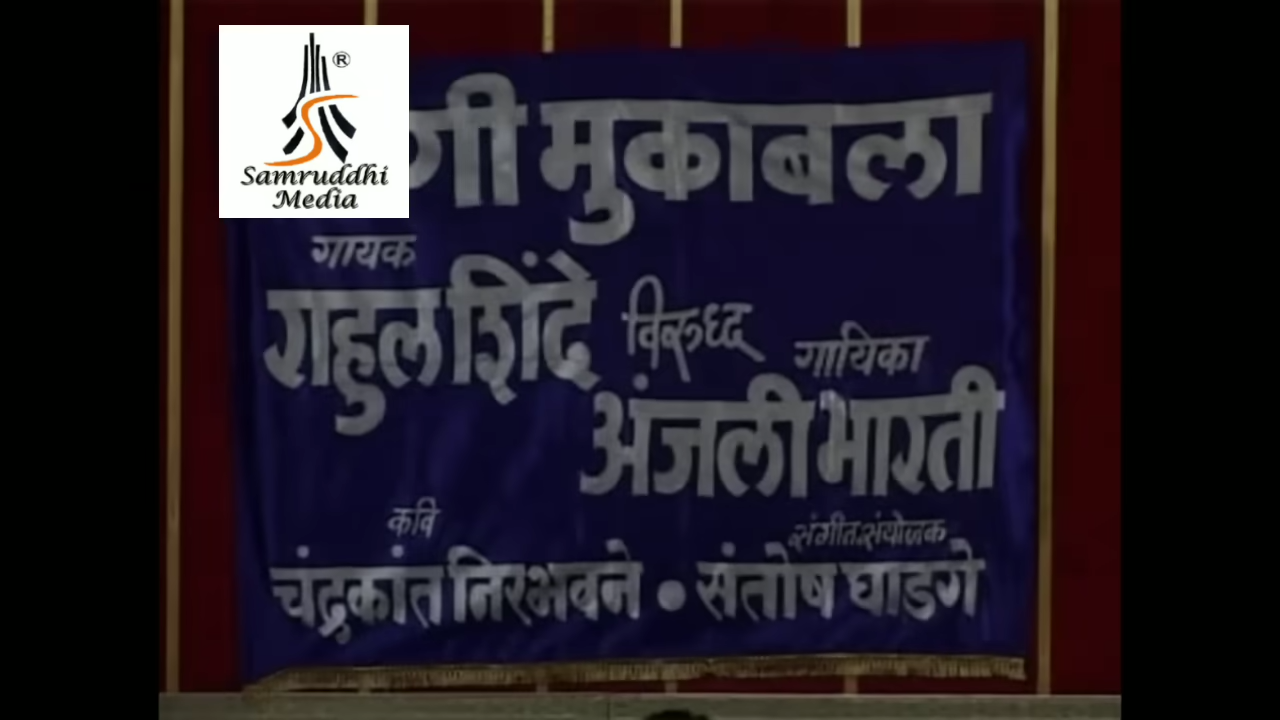 ®
Samruddhi
Media
मुकाबला
गायक
राहुल शिंदे विरुध्द
गायिका
अंजली भारती
कवि
संगीत संयोजक
चंद्रकांत निरभवने • संतोष घाडगे